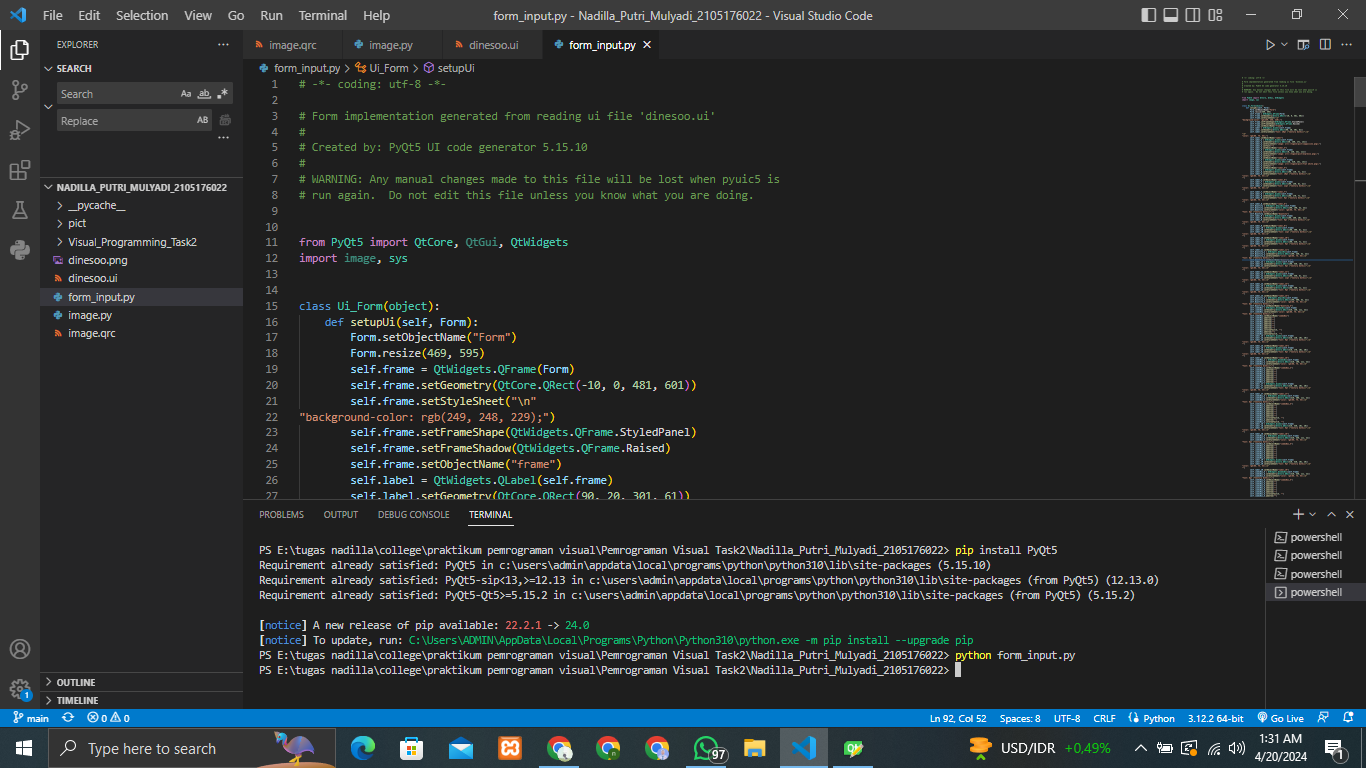 File Edit Selection View Go Run Terminal Help
form_input.py - Nadilla_Putri_Mulyadi_2105176022 - Visual Studio Code
EXPLORER
SEARCH
Search
Aa ab .*
Replace
AB
NADILLA_PUTRI_MULYADI_2105176022
__pycache__
pict
Visual_Programming_Task2
dinesoo.png
dinesoo.ui
form_input.py
image.py
image.qrc
OUTLINE
TIMELINE
image.qrc image.py dinesoo.ui form_input.py
form_input.py > Ui_Form > setupUi
1 # -*- coding: utf-8 -*-
2
3 # Form implementation generated from reading ui file 'dinesoo.ui'
4 #
5 # Created by: PyQt5 UI code generator 5.15.10
6 #
7 # WARNING: Any manual changes made to this file will be lost when pyuic5 is
8 # run again.  Do not edit this file unless you know what you are doing.
9
10
11 from PyQt5 import QtCore, QtGui, QtWidgets
12 import image, sys
13
14
15 class Ui_Form(object):
16     def setupUi(self, Form):
17         Form.setObjectName("Form")
18         Form.resize(469, 595)
19         self.frame = QtWidgets.QFrame(Form)
20         self.frame.setGeometry(QtCore.QRect(-10, 0, 481, 601))
21         self.frame.setStyleSheet("\n"
22 "background-color: rgb(249, 248, 229);")
23         self.frame.setFrameShape(QtWidgets.QFrame.StyledPanel)
24         self.frame.setFrameShadow(QtWidgets.QFrame.Raised)
25         self.frame.setObjectName("frame")
26         self.label = QtWidgets.QLabel(self.frame)
27         self.label.setGeometry(QtCore.QRect(90, 20, 301, 61))
PROBLEMS OUTPUT DEBUG CONSOLE TERMINAL
PS E:\tugas nadilla\college\praktikum pemrograman visual\Pemrograman Visual Task2\Nadilla_Putri_Mulyadi_2105176022> pip install PyQt5
Requirement already satisfied: PyQt5 in c:\users\admin\appdata\local\programs\python\python310\lib\site-packages (5.15.10)
Requirement already satisfied: PyQt5-sip<13,>=12.13 in c:\users\admin\appdata\local\programs\python\python310\lib\site-packages (from PyQt5) (12.13.0)
Requirement already satisfied: PyQt5-Qt5>=5.15.2 in c:\users\admin\appdata\local\programs\python\python310\lib\site-packages (from PyQt5) (5.15.2)
[notice] A new release of pip available: 22.2.1 -> 24.0
[notice] To update, run: C:\Users\ADMIN\AppData\Local\Programs\Python\Python310\python.exe -m pip install --upgrade pip
PS E:\tugas nadilla\college\praktikum pemrograman visual\Pemrograman Visual Task2\Nadilla_Putri_Mulyadi_2105176022> python form_input.py
PS E:\tugas nadilla\college\praktikum pemrograman visual\Pemrograman Visual Task2\Nadilla_Putri_Mulyadi_2105176022>
powershell
powershell
powershell
powershell
1
main 0 0 Ln 92, Col 52 Spaces: 8 UTF-8 CRLF Python 3.12.2 64-bit Go Live
Type here to search
97
USD/IDR +0,49%
1:31 AM
4/20/2024
1